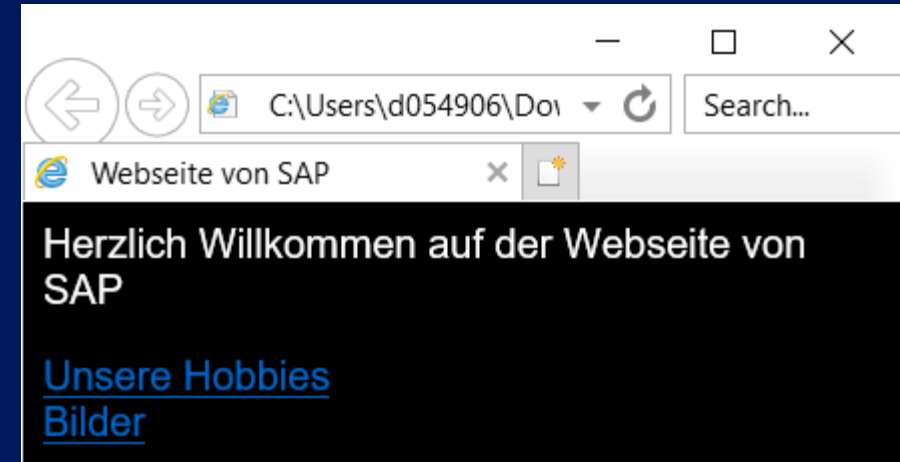 C:\Users\d054906\Dov
Search...
Webseite von SAP
Herzlich Willkommen auf der Webseite von
SAP
Unsere Hobbies
Bilder